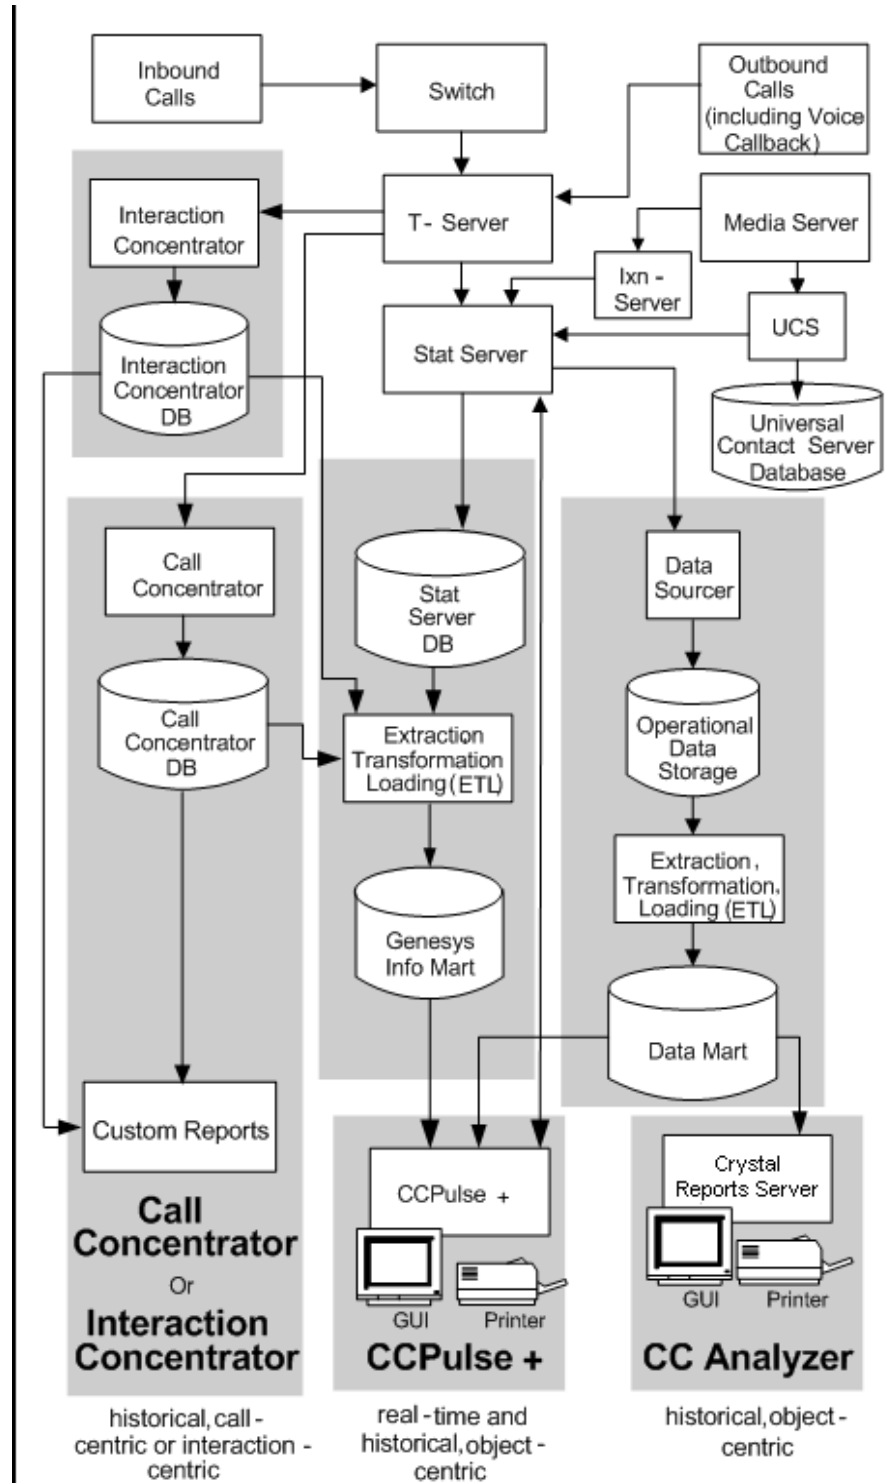 Inbound
Calls
Switch
Outbound
Calls
(including Voice
Callback)
Interaction
Concentrator
T- Server
Media Server
Ixn -
Server
UCS
Stat Server
Interaction
Concentrator
DB
Universal
Contact Server
Database
Call
Concentrator
Stat
Server
DB
Data
Sourcer
Call
Concentrator
DB
Extraction,
Transformation
Loading (ETL)
Operational
Data
Storage
Extraction,
Transformation,
Loading (ETL)
Genesys
Info Mart
Data Mart
Custom Reports
CCPulse +
Crystal
Reports Server
GUI
Printer
GUI
Printer
Call
Concentrator
Or
Interaction
Concentrator
CCPulse +
CC Analyzer
historical, call -
centric or interaction -
centric
real - time and
historical, object -
centric
historical, object -
centric